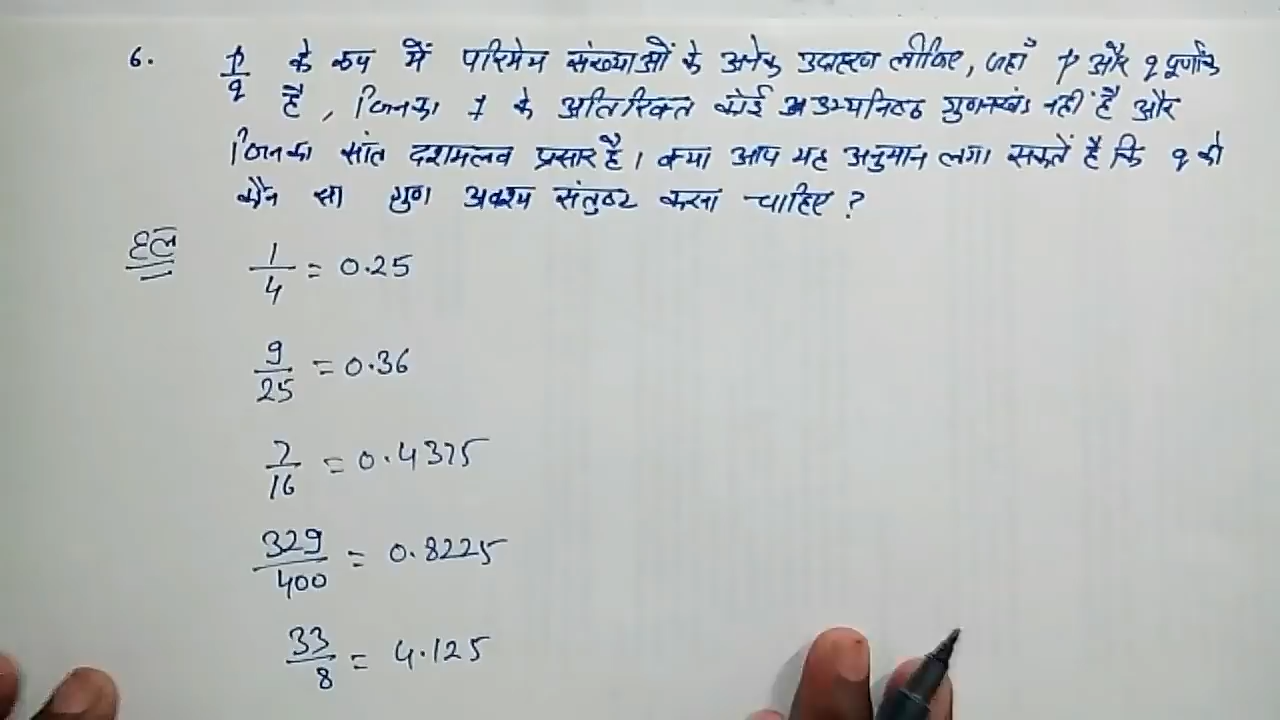 6. p/q के रूप में परिमेय संख्याओं के अनेक उदाहरण लीजिए, जहाँ p और q पूर्णांक
है, जिनका 1 के अतिरिक्त कोई उभयनिष्ठ गुणनखंड नहीं है और
जिनका सांत दशमलव प्रसार है। क्या आप यह अनुमान लगा सकतें है कि q को
कौन सा गुण अवश्य संतुष्ट करना चाहिए?
हल
1/4 = 0.25
9/25 = 0.36
7/16 = 0.4375
329/400 = 0.8225
33/8 = 4.125